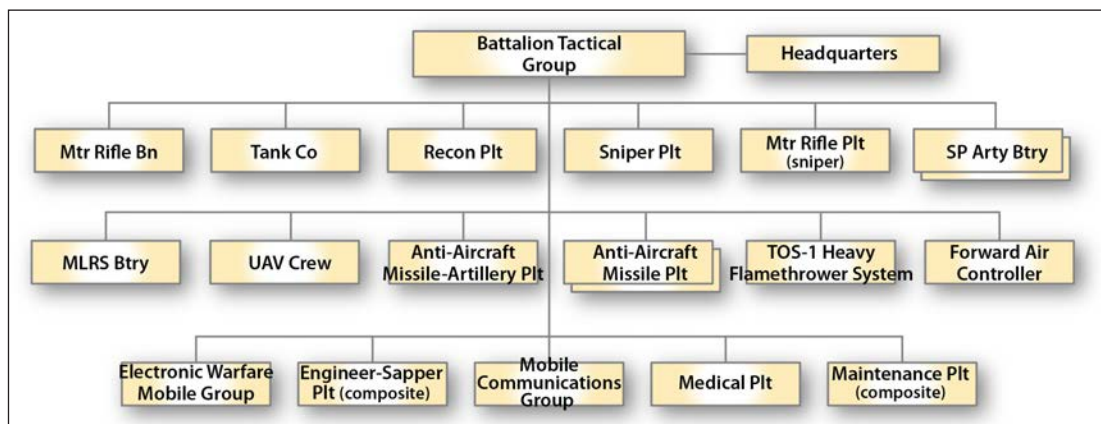 Battalion Tactical
Group
Headquarters
Mtr Rifle Bn
Tank Co
Recon Plt
Sniper Plt
Mtr Rifle Plt
(sniper)
SP Arty Btry
MLRS Btry
UAV Crew
Anti-Aircraft
Missile-Artillery Plt
Anti-Aircraft
Missile Plt
TOS-1 Heavy
Flamethrower System
Forward Air
Controller
Electronic Warfare
Mobile Group
Engineer-Sapper
Plt (composite)
Mobile
Communications
Group
Medical Plt
Maintenance Plt
(composite)